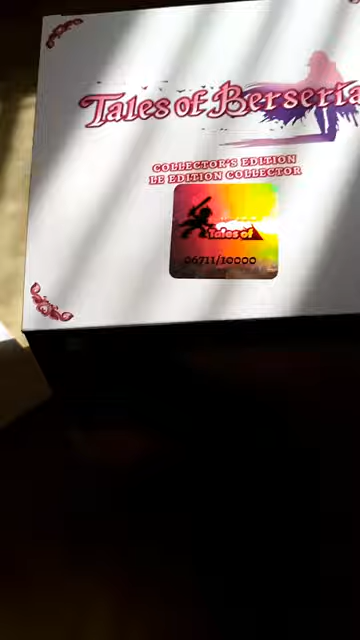 Tales of Berseria
COLLECTOR'S EDITION
LE EDITION COLLECTOR
Tales of
06711/10000